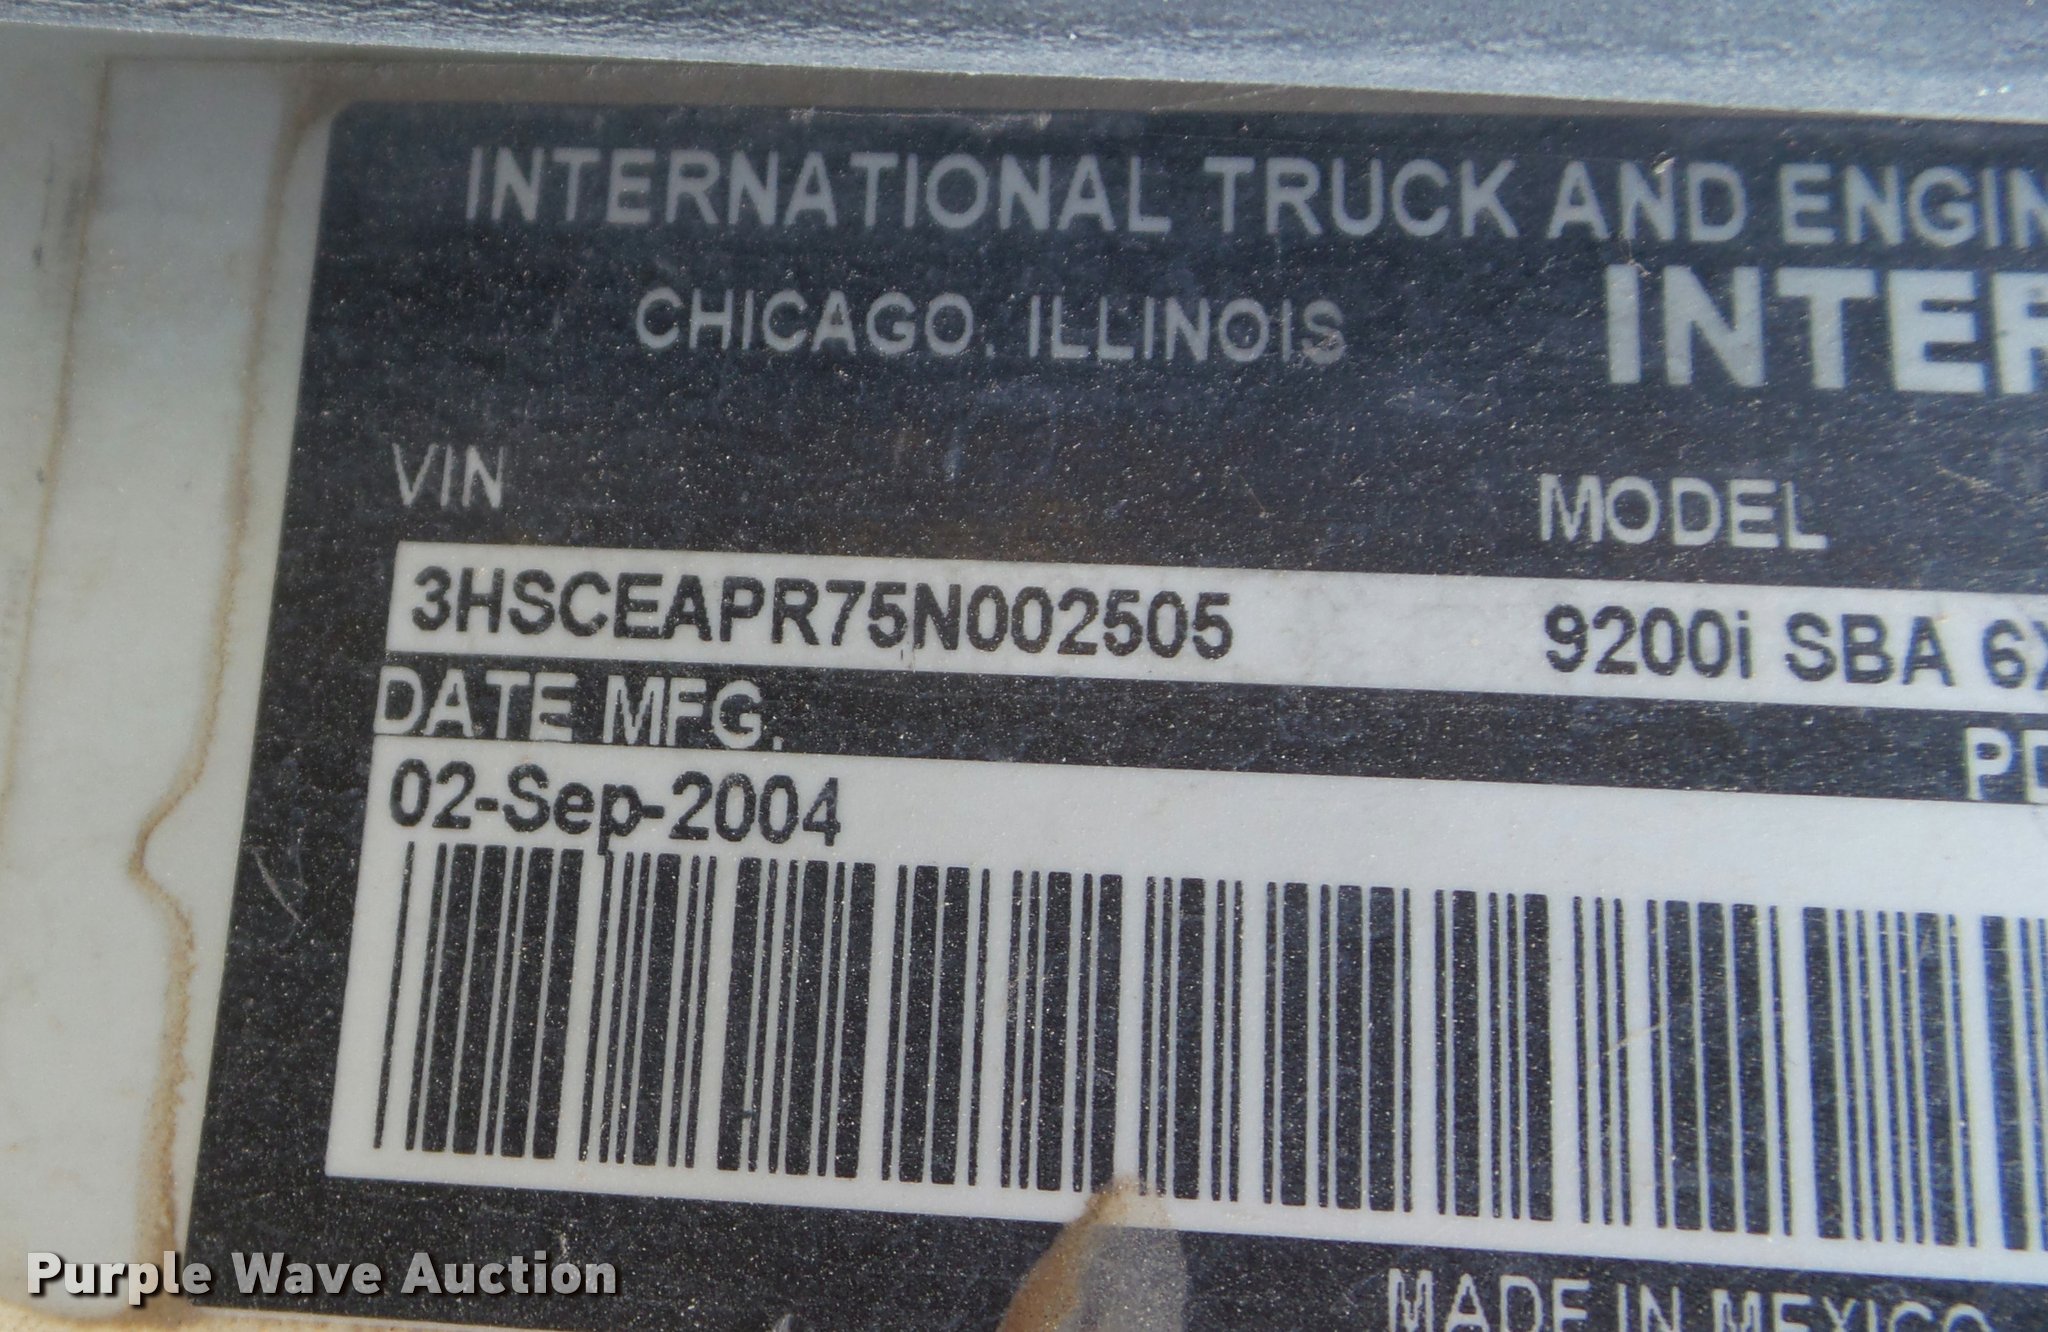 INTERNATIONAL TRUCK AND ENGIN
CHICAGO, ILLINOIS
INTER
VIN MODEL
3HSCEAPR75N002505 9200i SBA 6X
DATE MFG.
PD
02-Sep-2004
MADE IN MEXICO
Purple Wave Auction